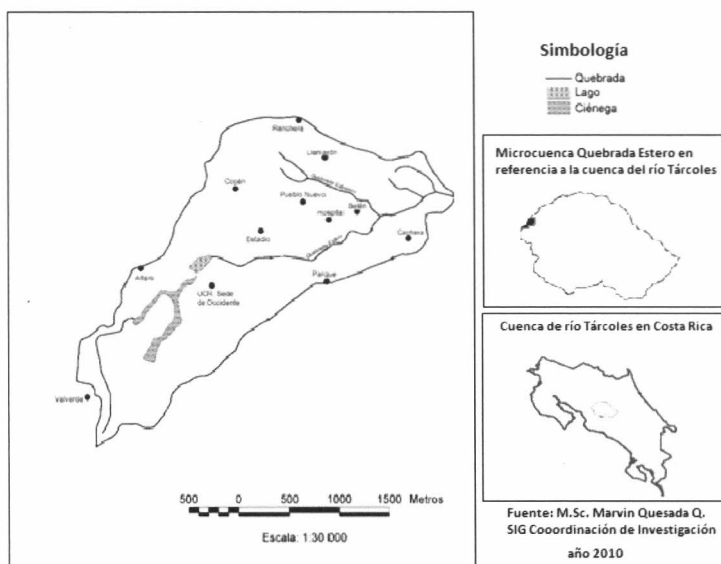 Simbología
Quebrada
Lago
Ciénega
Ranchera
Llamarón
Copán
Pueblo Nuevo
Hospital
Belén
Estadio
Cachera
Alfaro
UCR, Sede
de Occidente
Parque
Valverde
500 0 500 1000 1500 Metros
Escala: 1:30 000
Microcuenca Quebrada Estero en
referencia a la cuenca del río Tárcoles
Cuenca de río Tárcoles en Costa Rica
Fuente: M.Sc. Marvin Quesada Q.
SIG Cooordinación de Investigación
año 2010